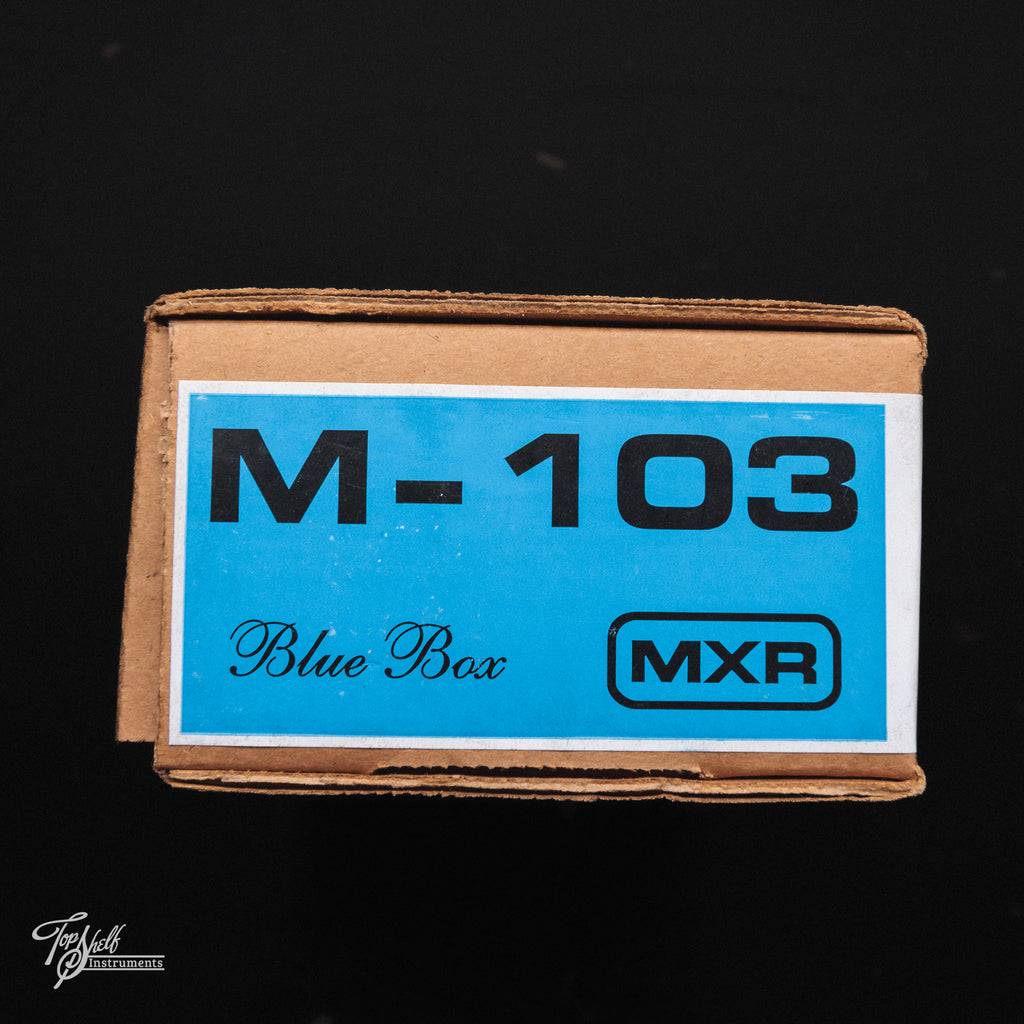 M-103
Blue Box
MXR
Top Shelf
Instruments